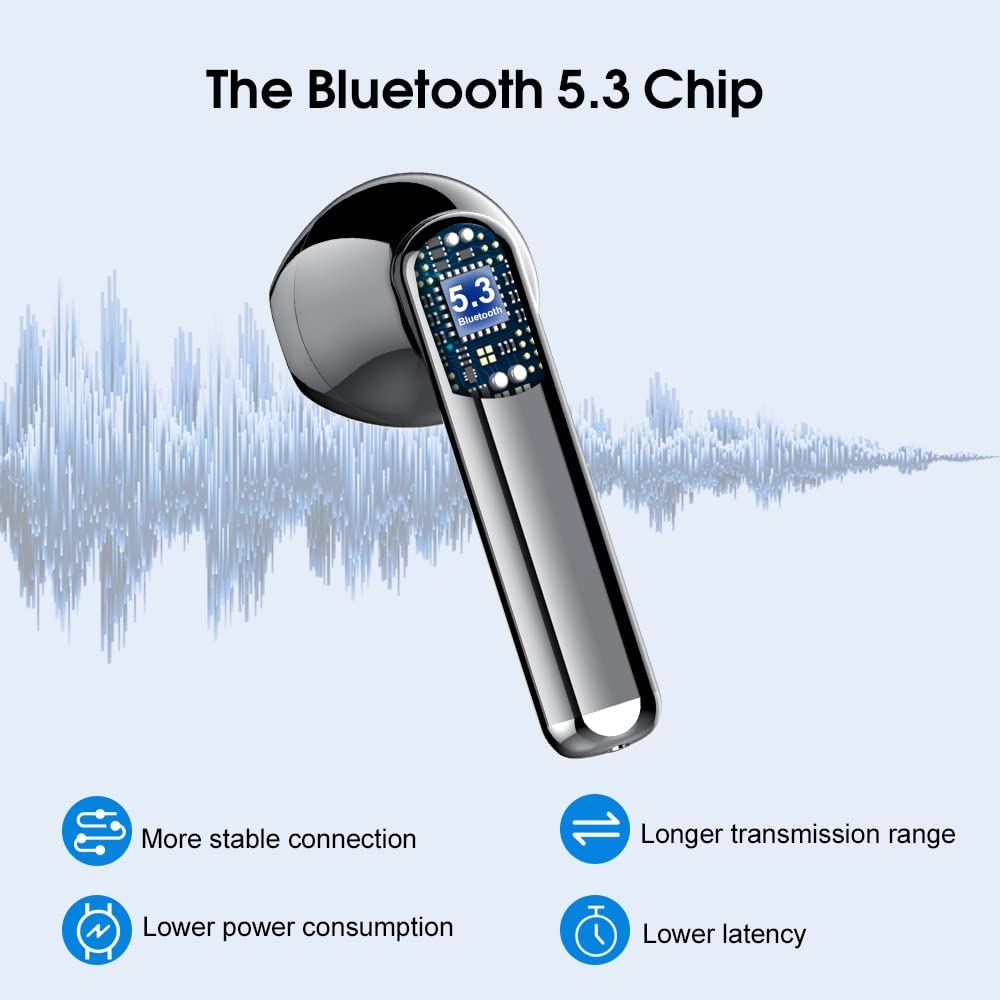 The Bluetooth 5.3 Chip
5.3
Bluetooth
More stable connection
Longer transmission range
Lower power consumption
Lower latency